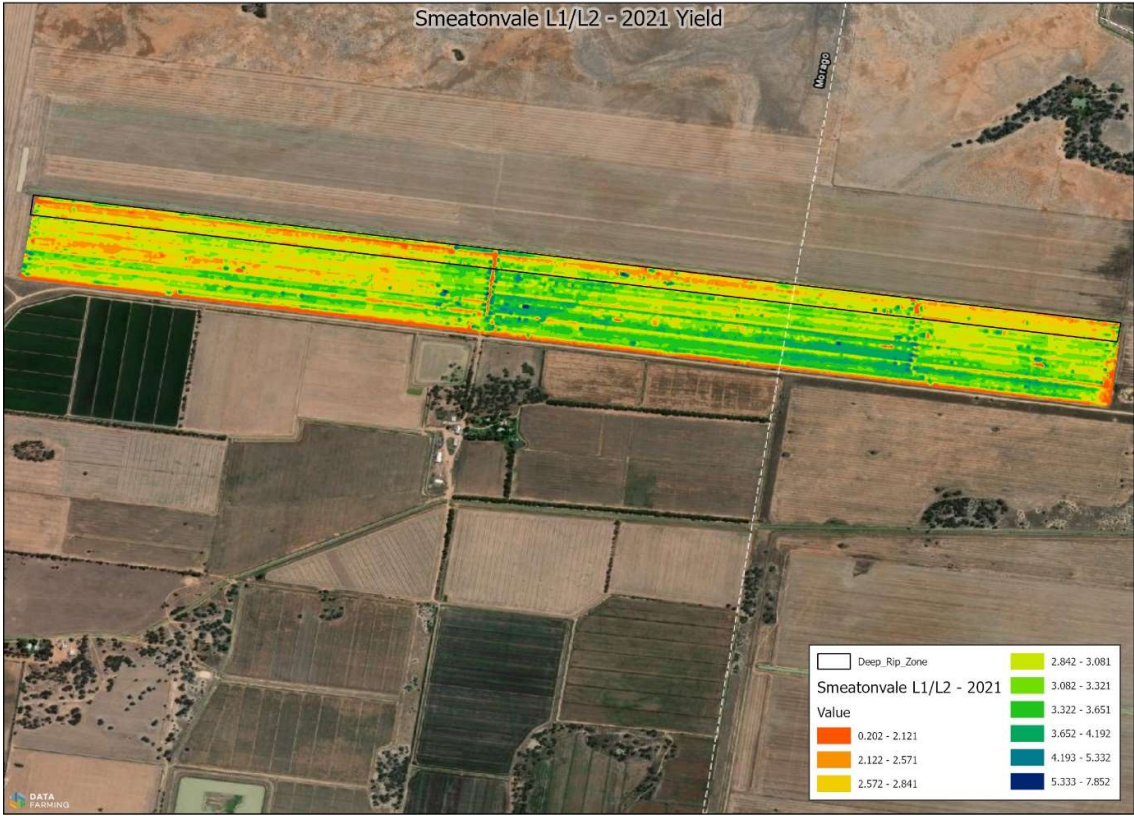 Smeatonvale L1/L2 - 2021 Yield
Morago
Deep_Rip_Zone
Smeatonvale L1/L2 - 2021
Value
0.202 - 2.121
2.122 - 2.571
2.572 - 2.841
2.842 - 3.081
3.082 - 3.321
3.322 - 3.651
3.652 - 4.192
4.193 - 5.332
5.333 - 7.852
DATA
FARMING